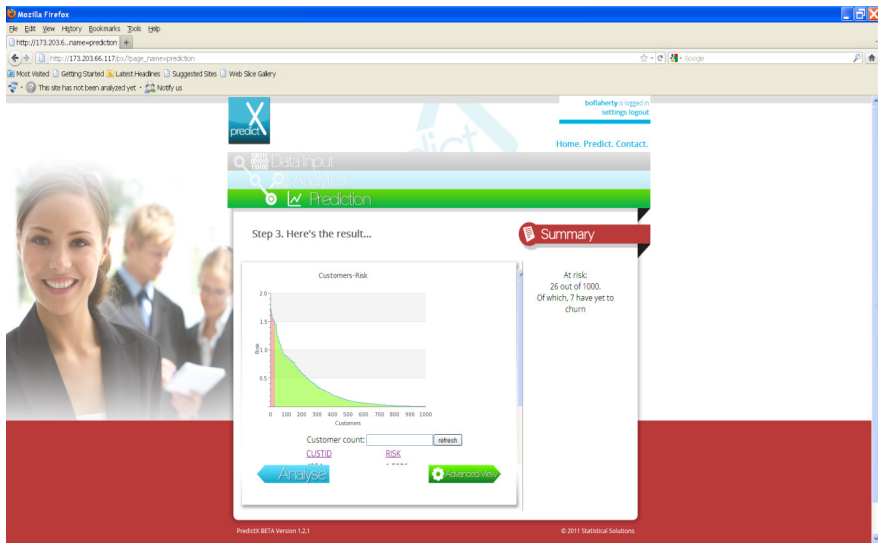 Mozilla Firefox
File Edit View History Bookmarks Tools Help
http://173.203.6...name=prediction +
http://173.203.66.117/px/?page_name=prediction
Google
Most Visited Getting Started Latest Headlines Suggested Sites Web Slice Gallery
This site has not been analyzed yet Notify us
X
predict
boflaherty is logged in
settings logout
Home. Predict. Contact.
Data Input
Analytics
Prediction
Step 3. Here's the result...
Summary
At risk:
26 out of 1000.
Of which, 7 have yet to
churn
Customers-Risk
2.0
1.5
1.0
0.5
Risk
0 100 200 300 400 500 600 700 800 900 1000
Customers
Customer count: refresh
CUSTID RISK
Analyse
Advanced View
PredictX BETA Version 1.2.1
© 2011 Statistical Solutions